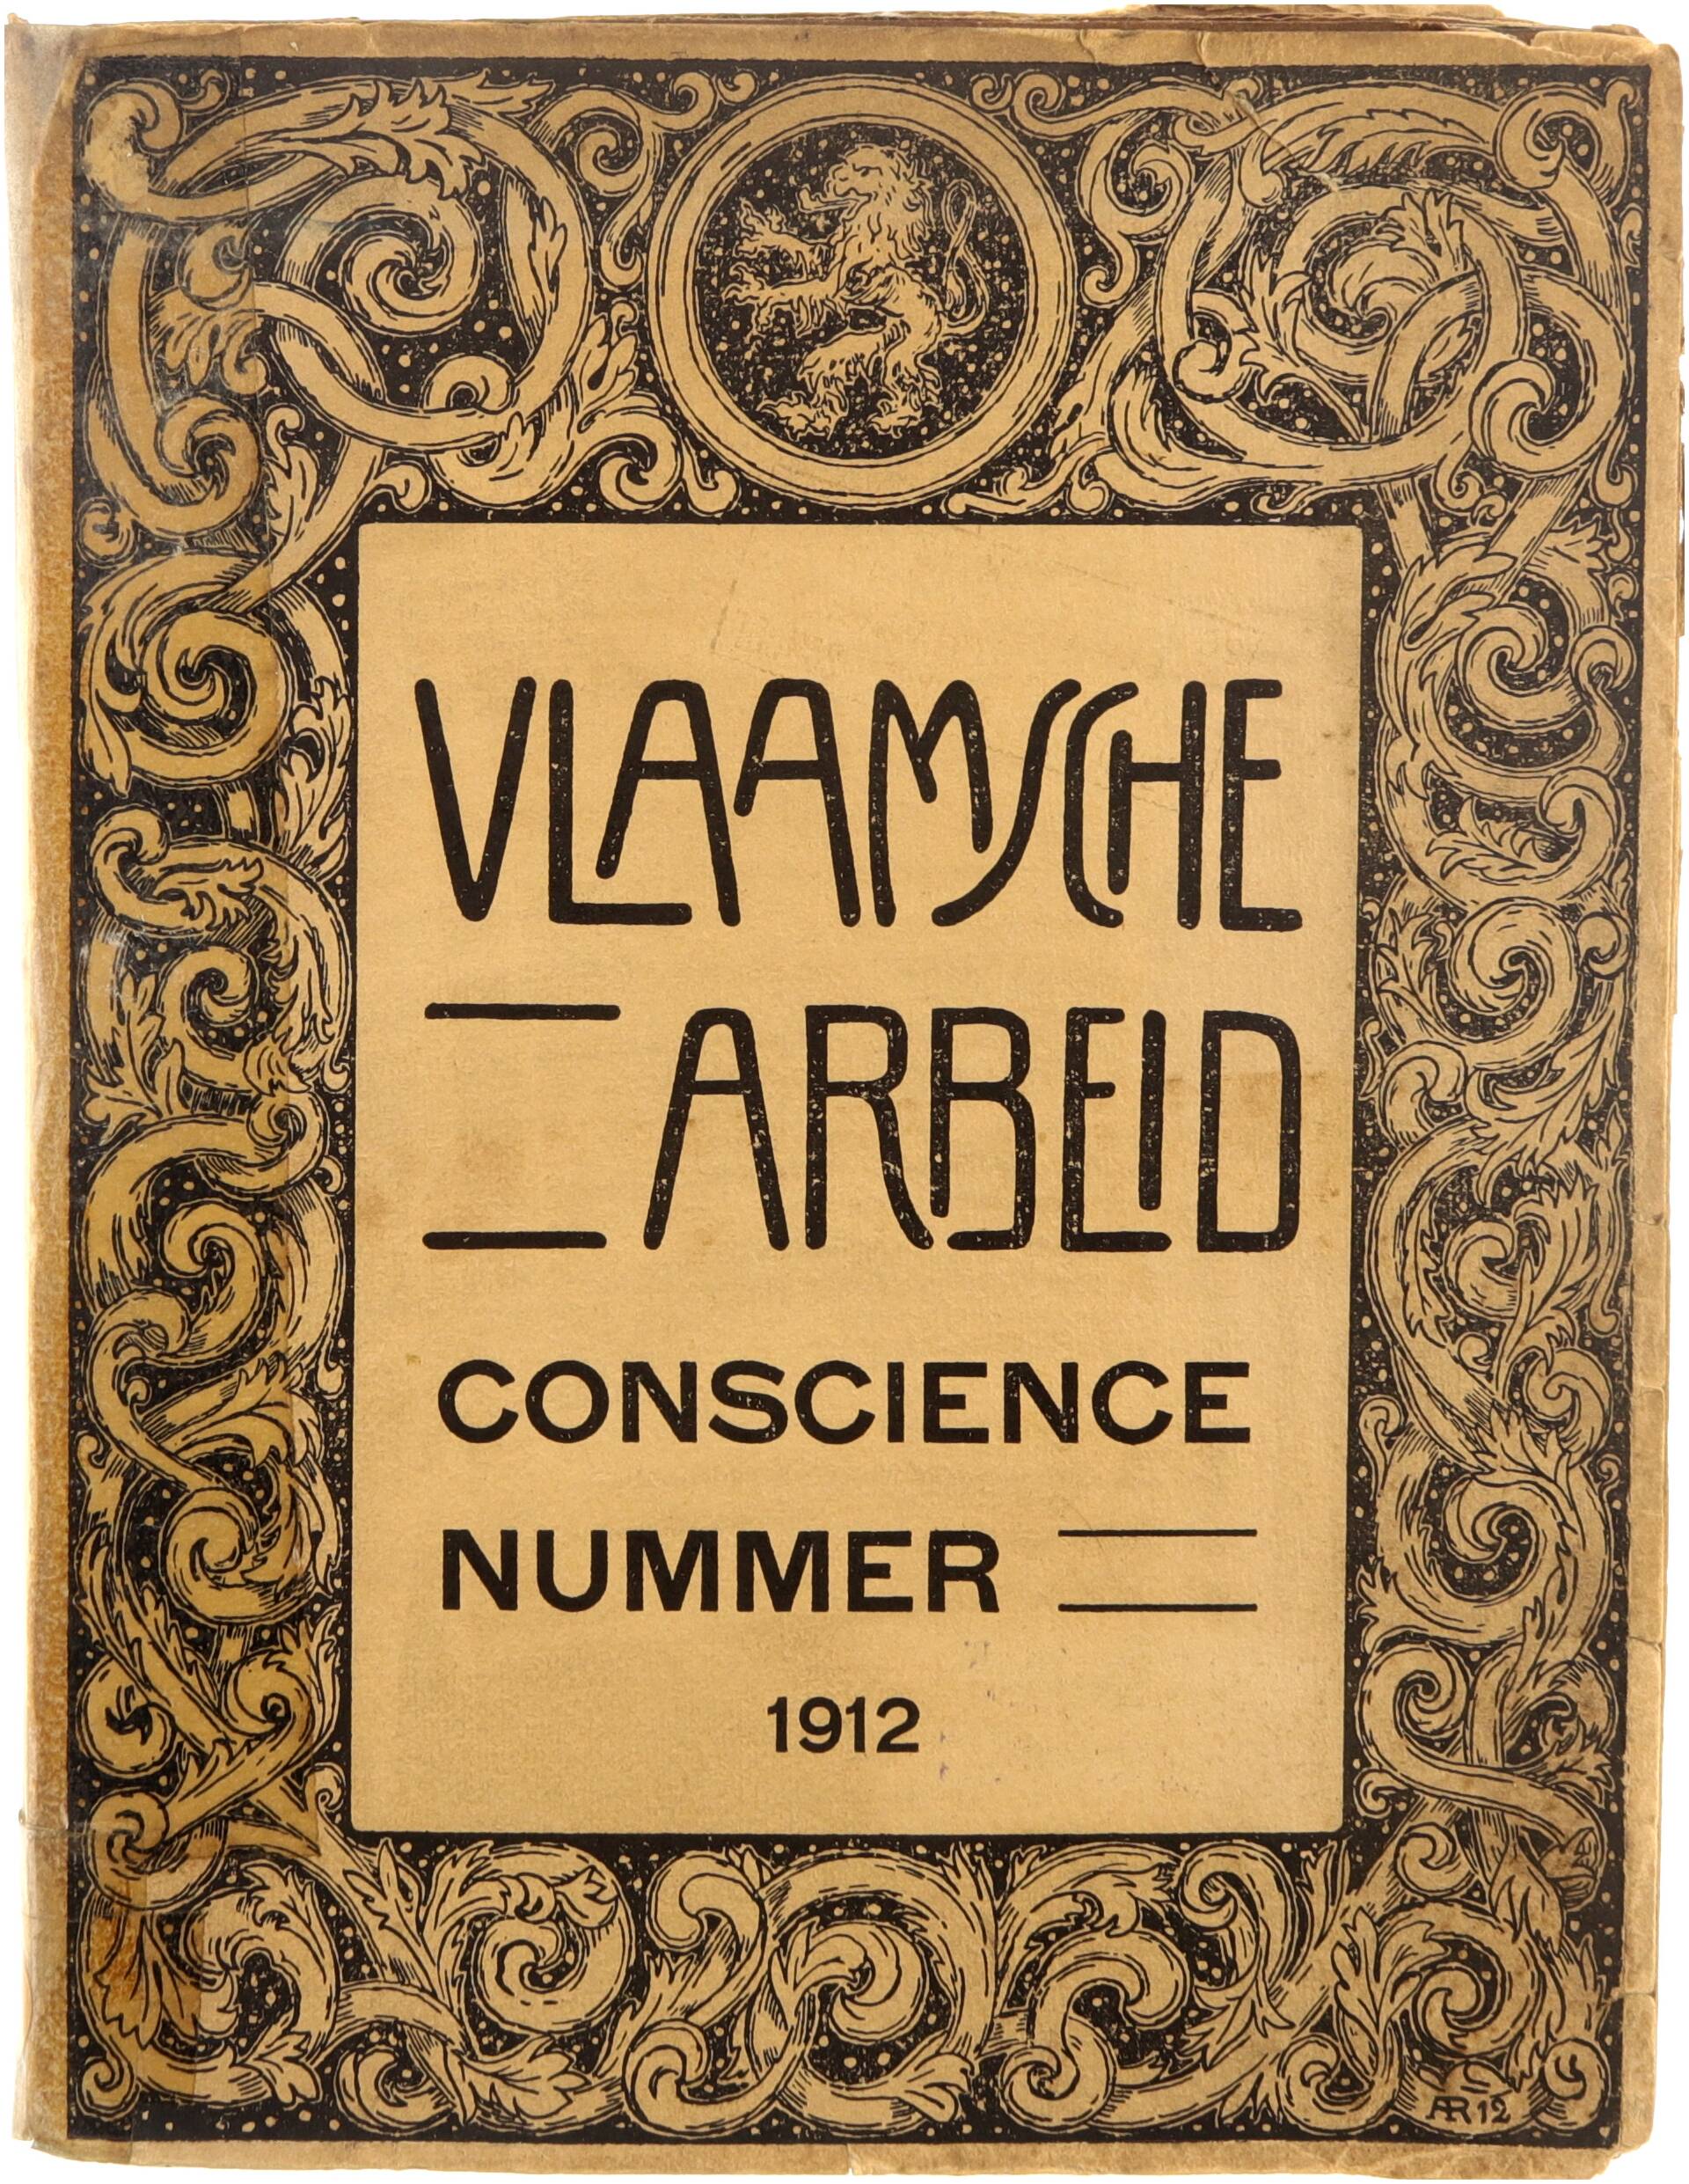 VLAAMSCHE
ARBEID
CONSCIENCE
NUMMER
1912
AR 12